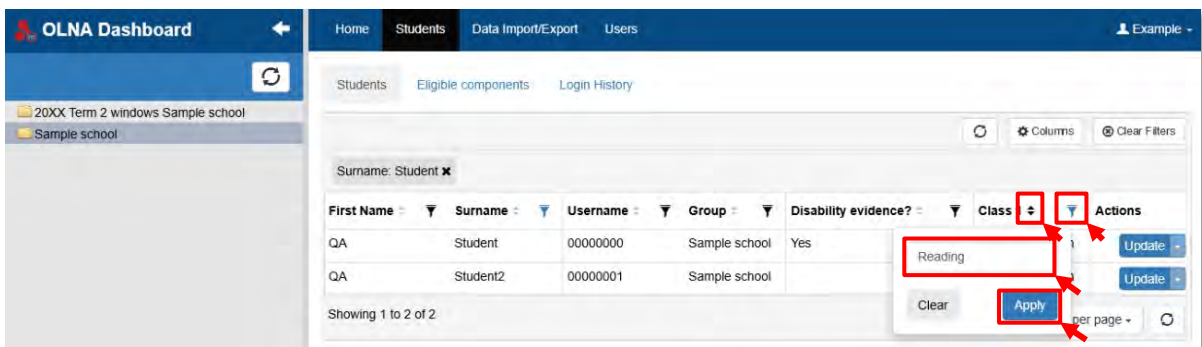 OLNA Dashboard
Home Students Data Import/Export Users Example
20XX Term 2 windows Sample school
Sample school
Students Eligible components Login History
Columns Clear Filters
Surname: Student
First Name Surname Username Group Disability evidence? Class Actions
QA Student 00000000 Sample school Yes Update
QA Student2 00000001 Sample school Update
Reading
Clear Apply
Showing 1 to 2 of 2 per page